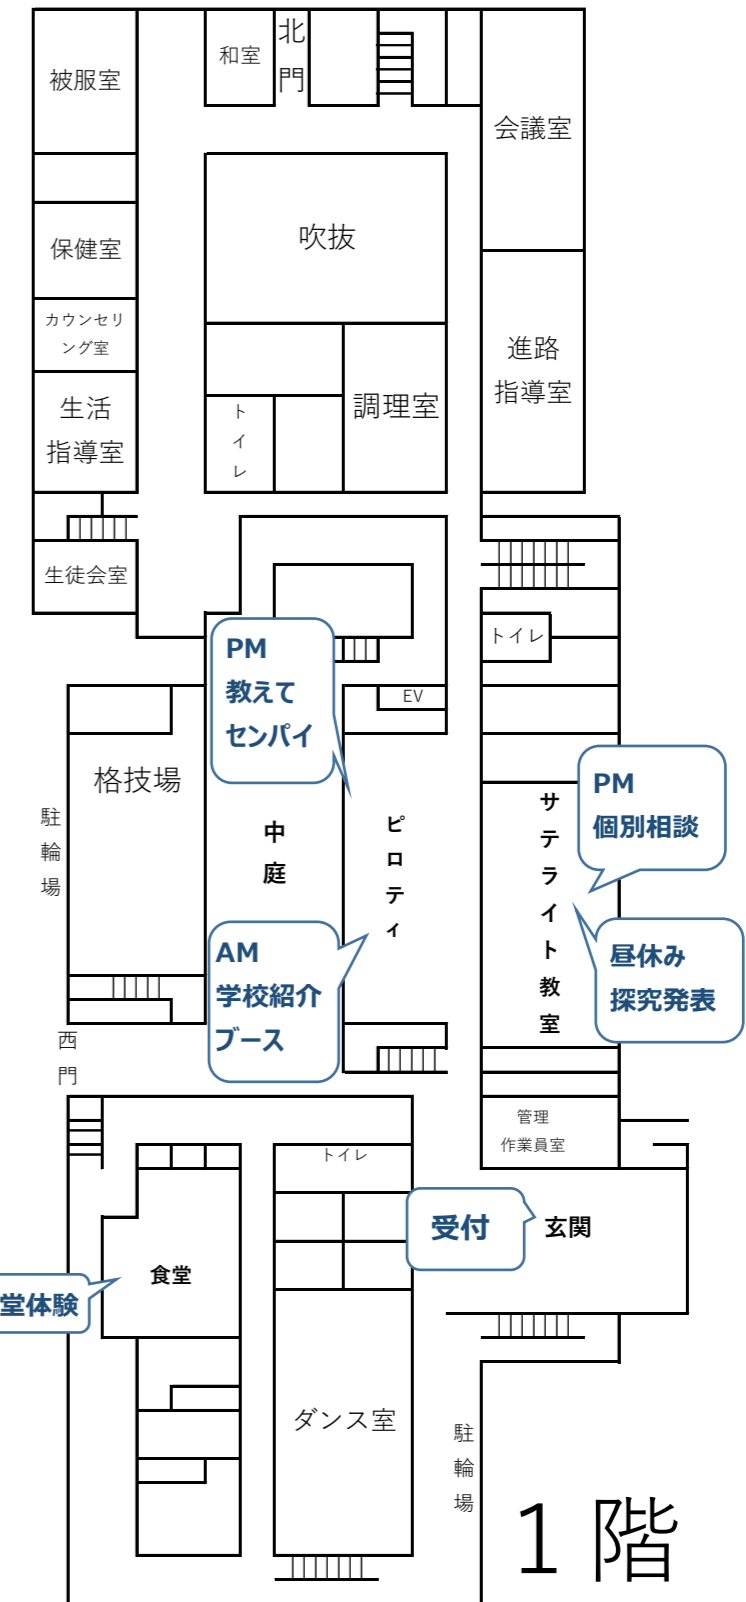 被服室
和室
北
門
会議室
保健室
吹抜
カウンセリ
ング室
進路
指導室
生活
指導室
トイレ
調理室
生徒会室
トイレ
PM
教えて
センパイ
EV
格技場
駐輪場
中庭
ピロティ
サテライト教室
PM
個別相談
AM
学校紹介
ブース
昼休み
探究発表
西
門
管理
作業員室
トイレ
受付
玄関
食堂
堂体験
ダンス室
駐輪場
1階